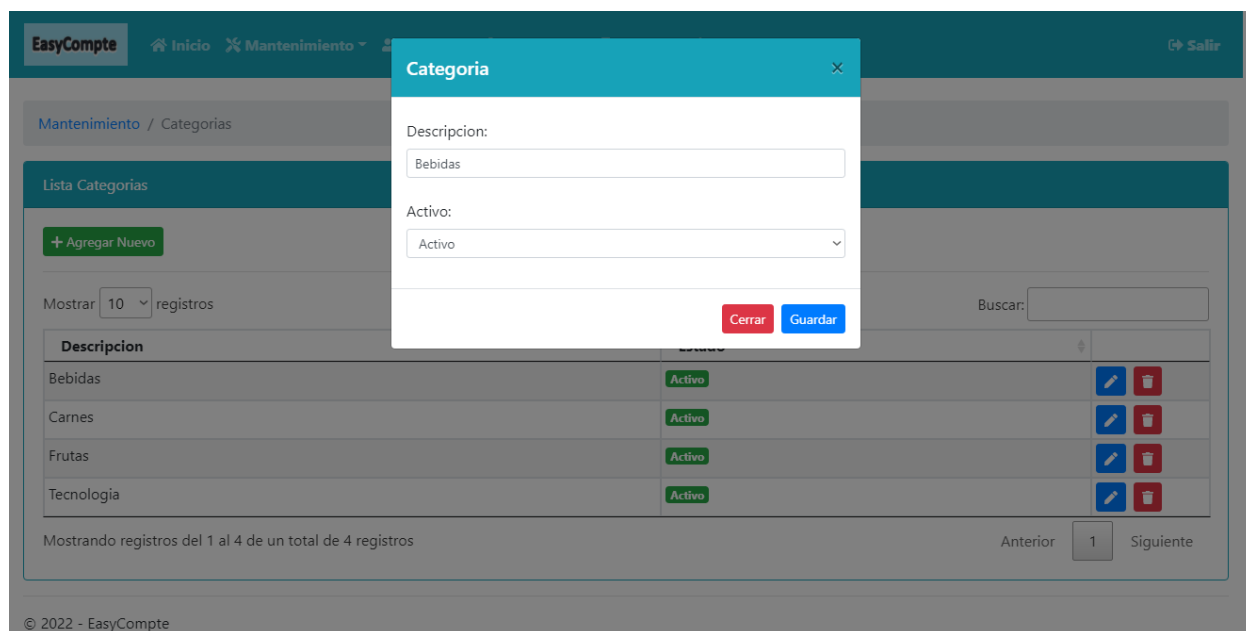 EasyCompte
Inicio
Mantenimiento
Salir
Categoria
×
Mantenimiento / Categorias
Descripcion:
Bebidas
Lista Categorias
Activo:
Activo
+ Agregar Nuevo
Mostrar 10 registros
Buscar:
Cerrar
Guardar
Descripcion
Estado
Bebidas
Activo
Carnes
Activo
Frutas
Activo
Tecnologia
Activo
Mostrando registros del 1 al 4 de un total de 4 registros
Anterior
1
Siguiente
© 2022 - EasyCompte